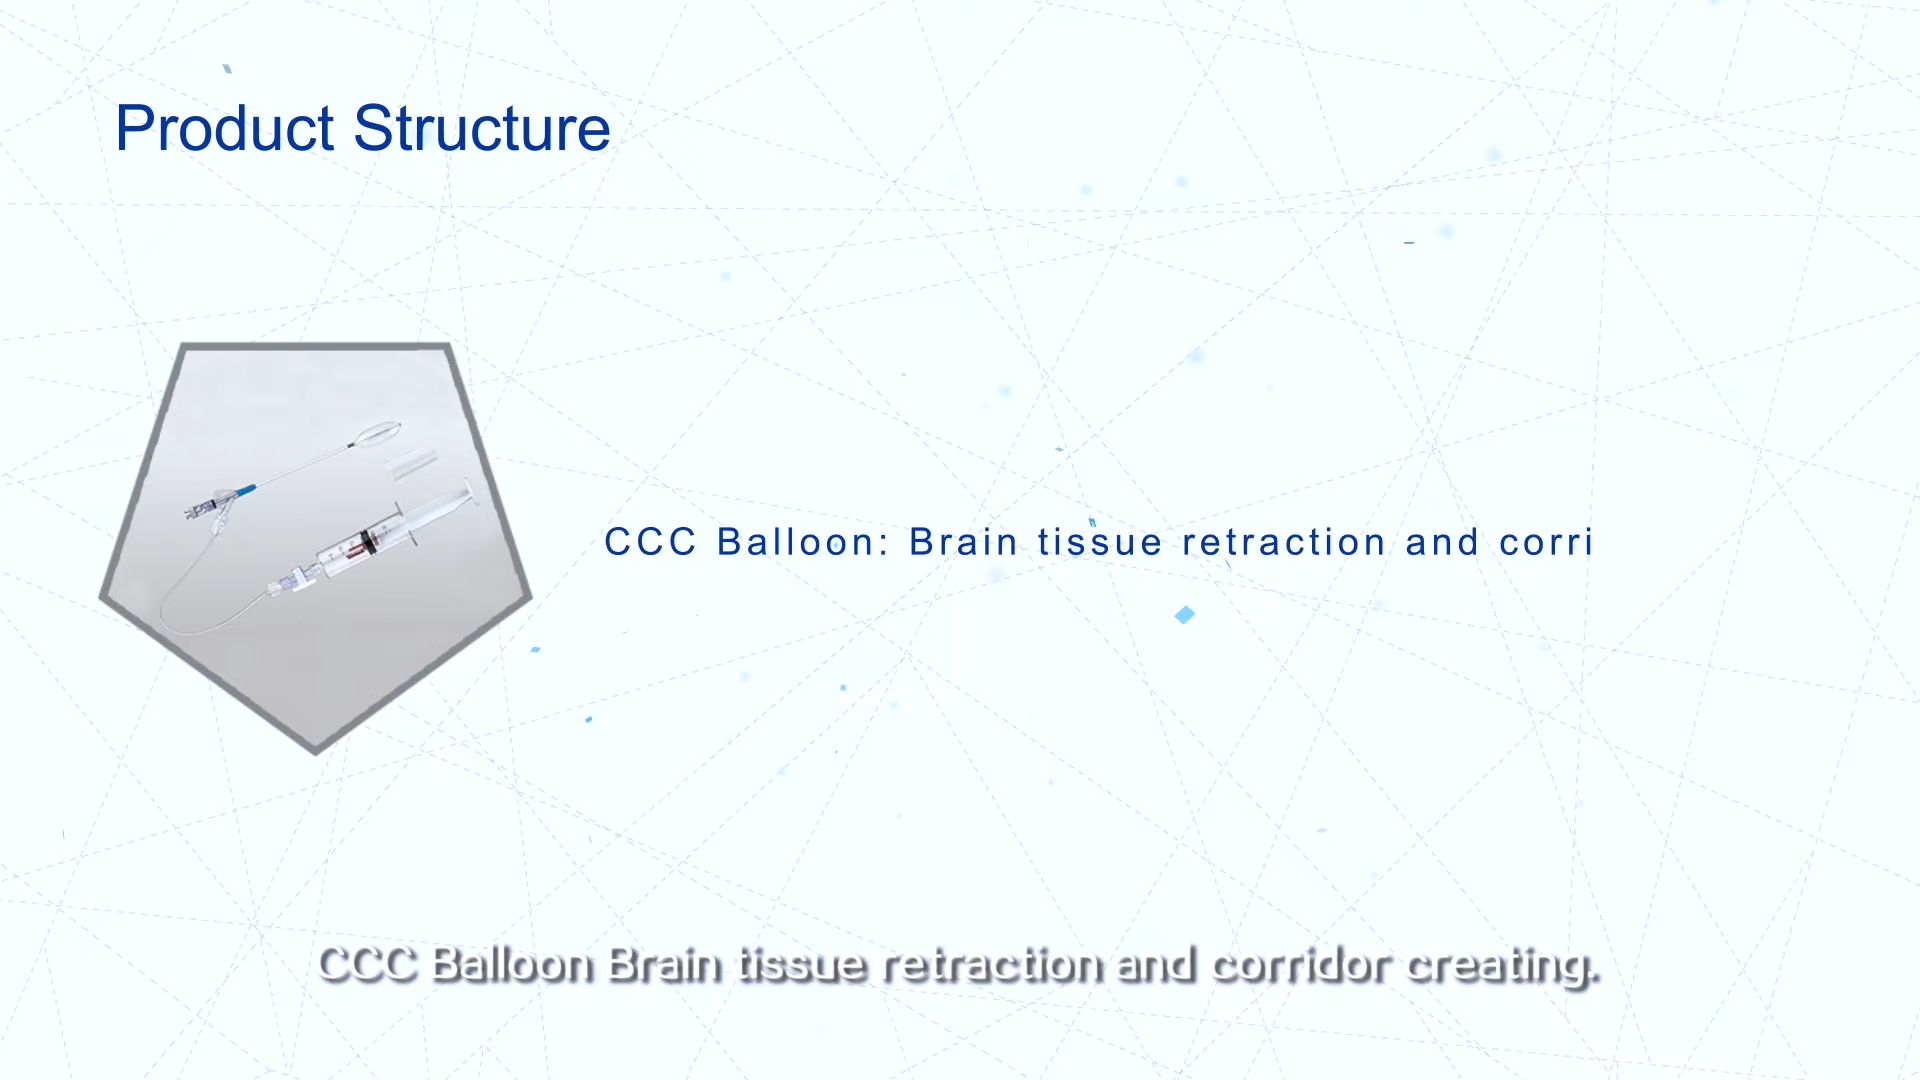 Product Structure
CCC Balloon: Brain tissue retraction and corri
CCC Balloon Brain tissue retraction and corridor creating.